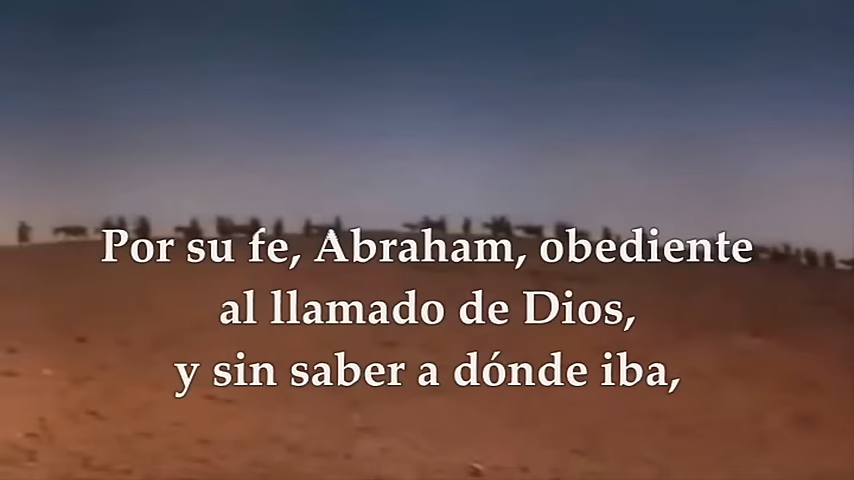 Por su fe, Abraham, obediente
al llamado de Dios,
y sin saber a dónde iba,